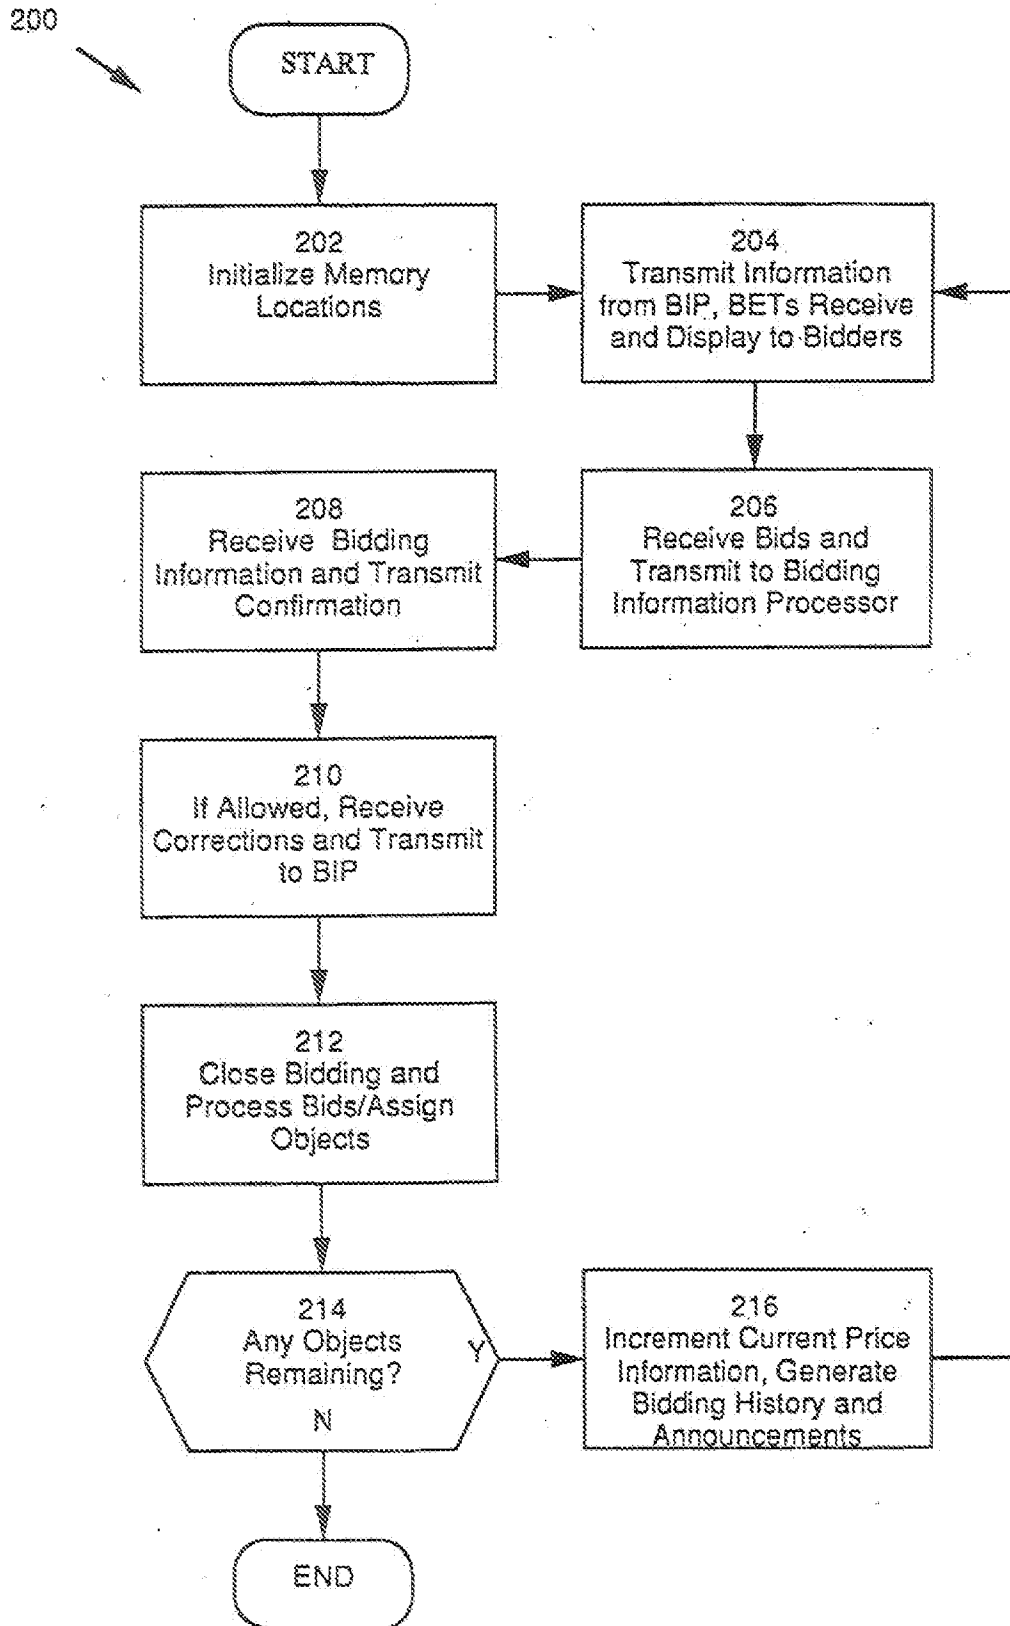 200
START
202
Initialize Memory
Locations
204
Transmit Information
from BIP, BETs Receive
and Display to Bidders
206
Receive Bids and
Transmit to Bidding
Information Processor
208
Receive Bidding
Information and Transmit
Confirmation
210
If Allowed, Receive
Corrections and Transmit
to BIP
212
Close Bidding and
Process Bids/Assign
Objects
214
Any Objects
Remaining?
Y
N
216
Increment Current Price
Information, Generate
Bidding History and
Announcements
END